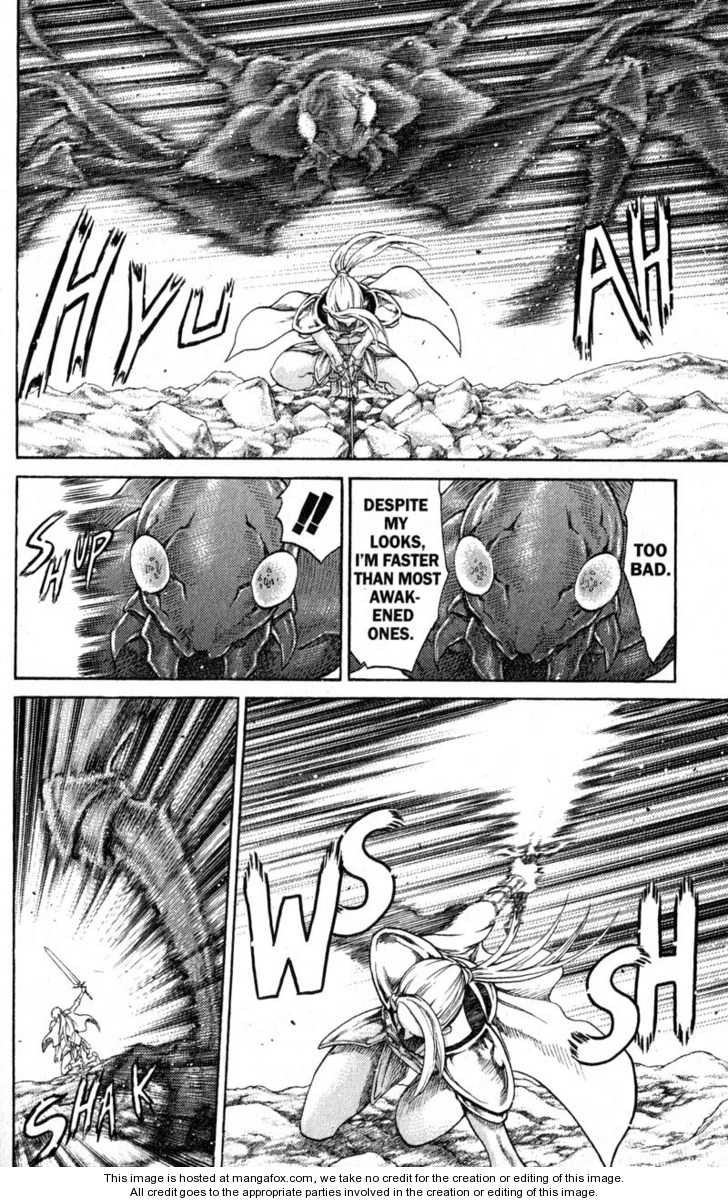 HYU
AH
TOO
BAD.
DESPITE
MY
LOOKS,
I'M FASTER
THAN MOST
AWAK-
ENED
ONES.
!!
SHUP
WSSH
SHAK
This image is hosted at mangafox.com, we take no credit for the creation or editing of this image.
All credit goes to the appropriate parties involved in the creation or editing of this image.